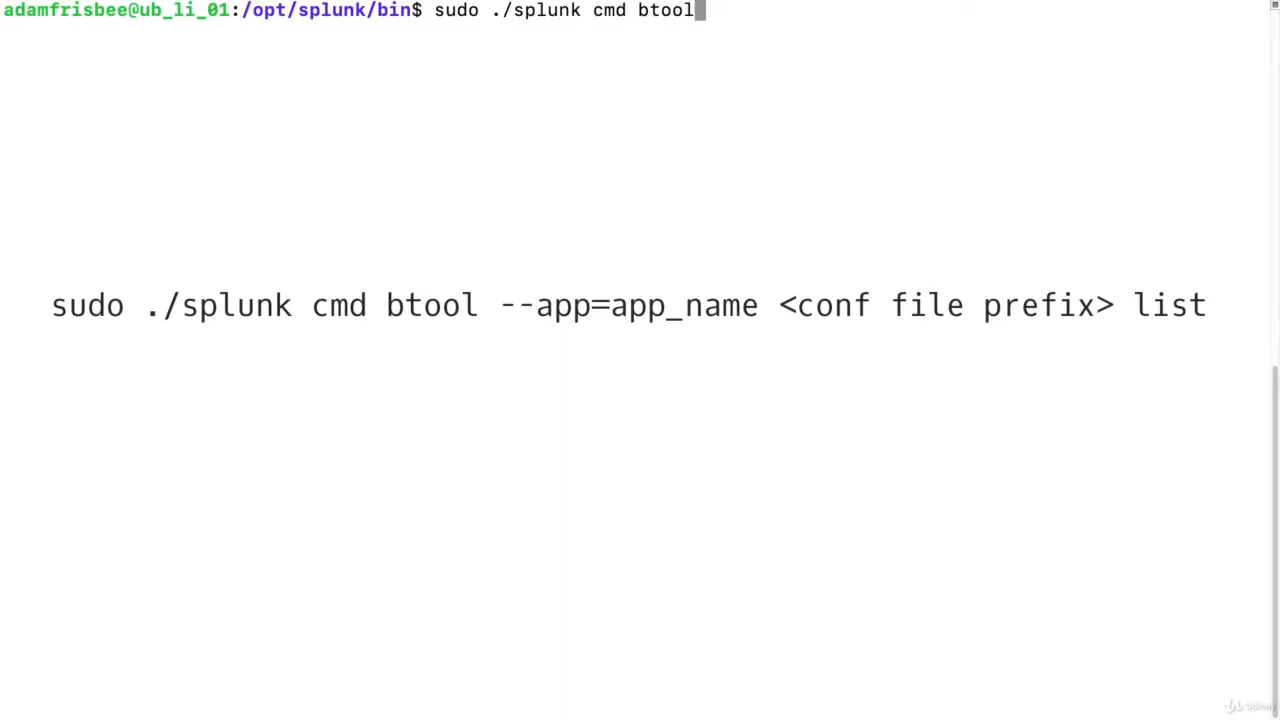 adamfrisbee@ub_li_01:/opt/splunk/bin$ sudo ./splunk cmd btool
sudo ./splunk cmd btool --app=app_name <conf file prefix> list
udemy